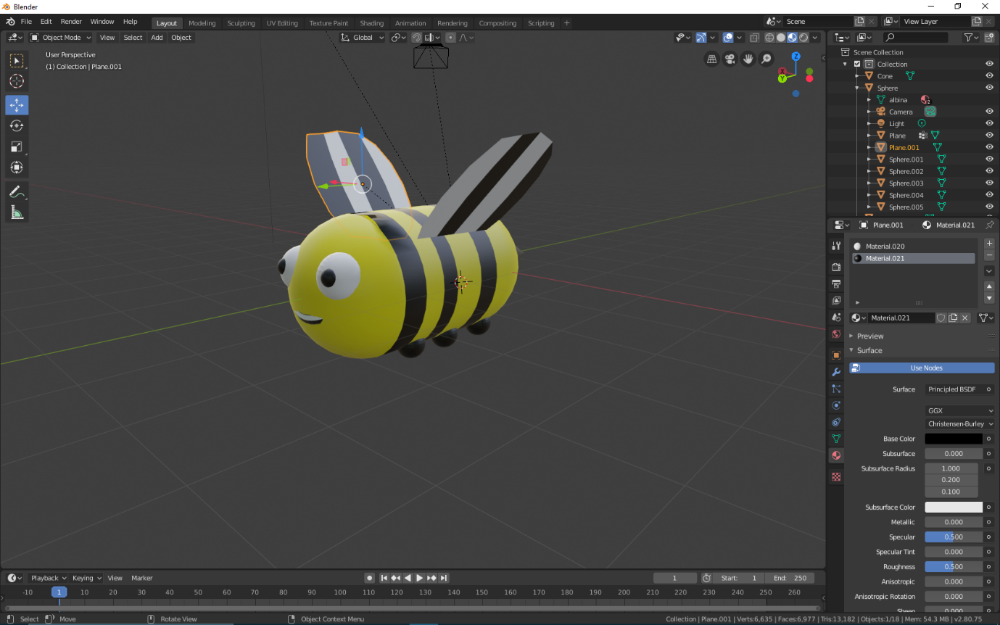 Blender
File Edit Render Window Help Layout Modeling Sculpting UV Editing Texture Paint Shading Animation Rendering Compositing Scripting + Scene View Layer
Object Mode View Select Add Object Global
User Perspective
(1) Collection | Plane.001
Z
X
Y
Scene Collection
Collection
Cone
Sphere
albina 2
Camera
Light
Plane
Plane.001
Sphere.001
Sphere.002
Sphere.003
Sphere.004
Sphere.005
Plane.001 Material.021
Material.020
Material.021
Material.021
Preview
Surface
Use Nodes
Surface Principled BSDF
GGX
Christensen-Burley
Base Color
Subsurface 0.000
Subsurface Radius 1.000
0.200
0.100
Subsurface Color
Metallic 0.000
Specular 0.500
Specular Tint 0.000
Roughness 0.500
Anisotropic 0.000
Anisotropic Rotation 0.000
Sheen 0.000
Playback Keying View Marker 1 Start: 1 End: 250
-10 1 10 20 30 40 50 60 70 80 90 100 110 120 130 140 150 160 170 180 190 200 210 220 230 240 250 260
Select Move Rotate View Object Context Menu Collection | Plane.001 | Verts:6,635 | Faces:6,977 | Tris:13,182 | Objects:1/18 | Mem: 54.3 MB | v2.80.75